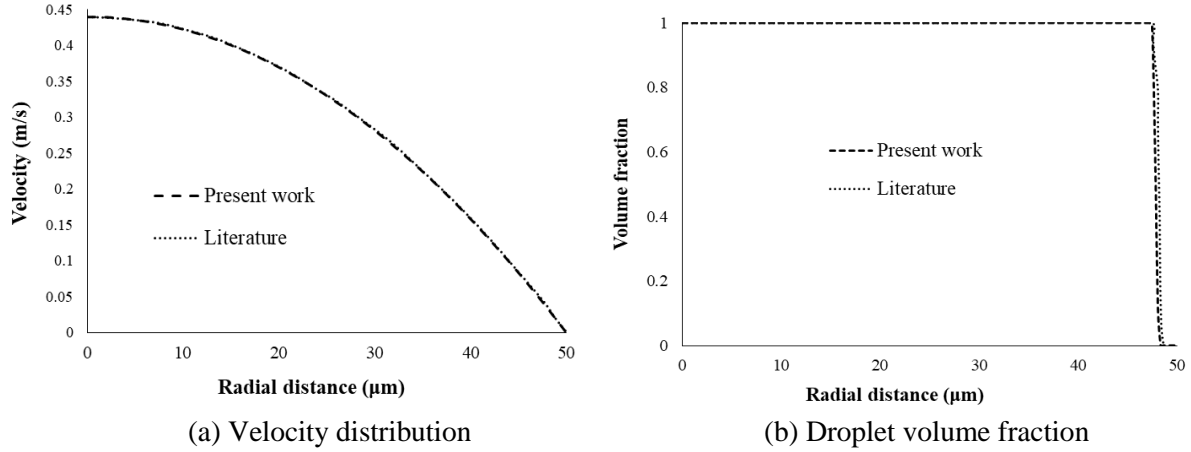 0.45
0.4
0.35
0.3
0.25
0.2
0.15
0.1
0.05
0
Velocity (m/s)
Present work
Literature
0 10 20 30 40 50
Radial distance (µm)
(a) Velocity distribution
1
0.8
0.6
0.4
0.2
0
Volume fraction
Present work
Literature
0 10 20 30 40 50
Radial distance (µm)
(b) Droplet volume fraction